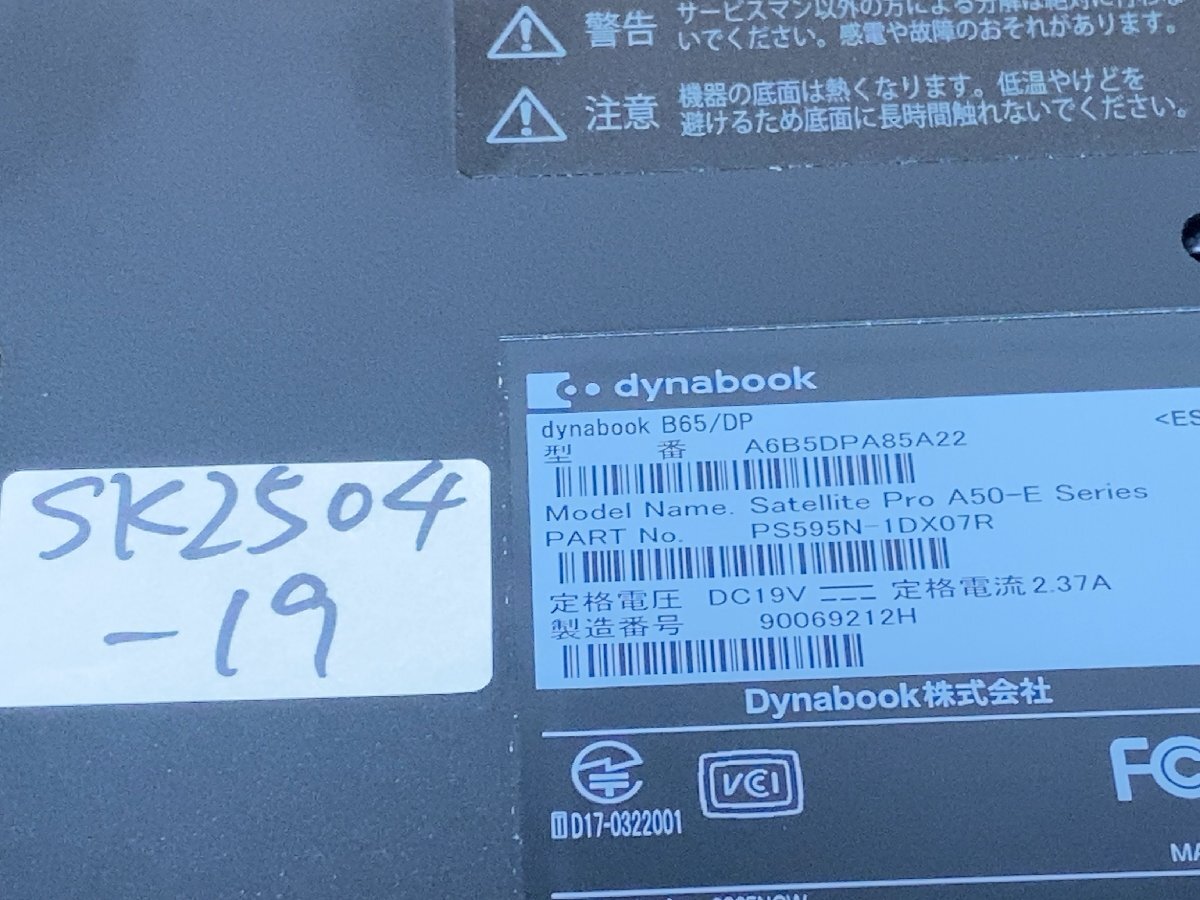 警告 サービスマン以外の方による分解は絶対に行わな
いでください。感電や故障のおそれがあります。
注意 機器の底面は熱くなります。低温やけどを
避けるため底面に長時間触れないでください。
SK2504
-19
dynabook
dynabook B65/DP <ES
型 番 A6B5DPA85A22
Model Name. Satellite Pro A50-E Series
PART No. PS595N-1DX07R
定格電圧 DC19V 定格電流2.37A
製造番号 90069212H
Dynabook株式会社
VCI
FC
D17-0322001
MA